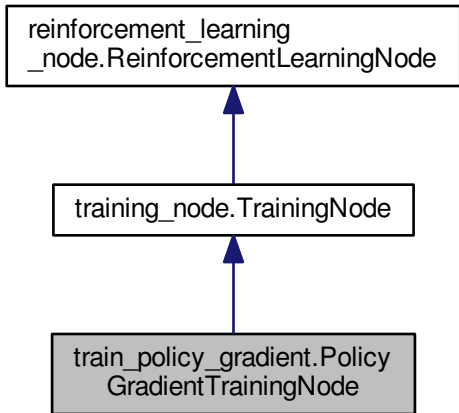 reinforcement_learning
_node.ReinforcementLearningNode
training_node.TrainingNode
train_policy_gradient.Policy
GradientTrainingNode